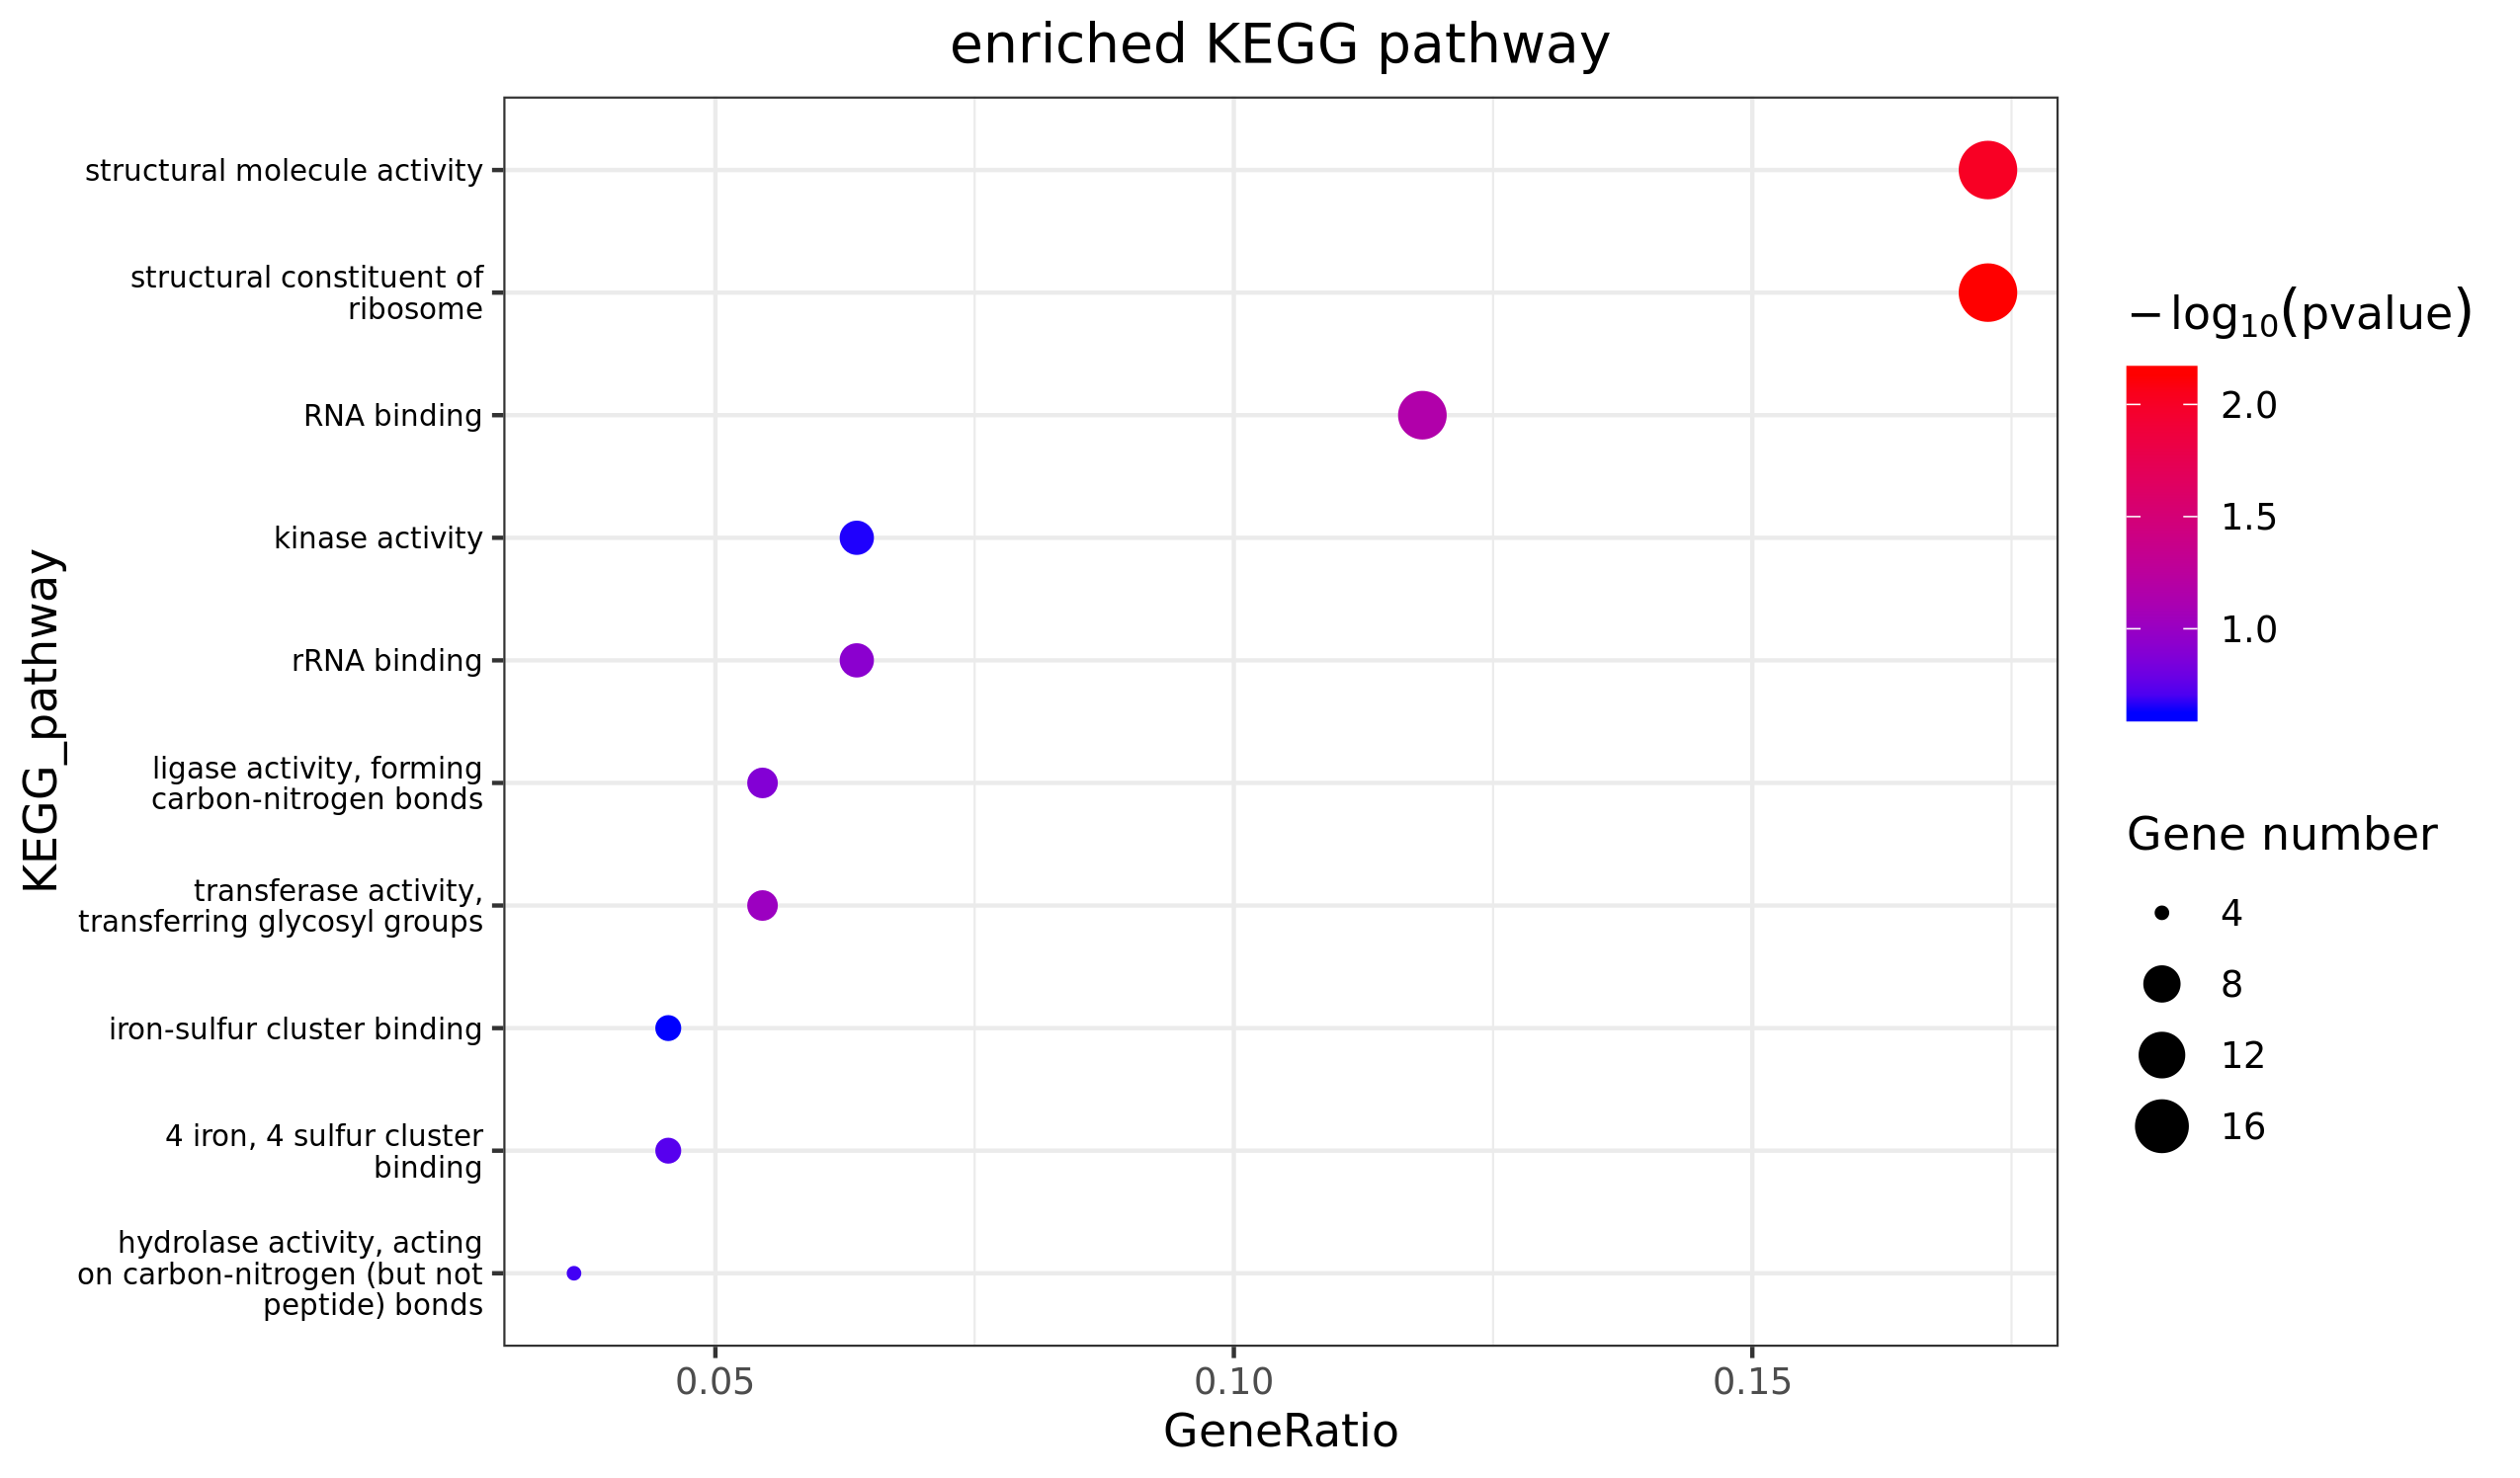 enriched KEGG pathway
structural molecule activity
structural constituent of
ribosome
RNA binding
kinase activity
rRNA binding
ligase activity, forming
carbon-nitrogen bonds
transferase activity,
transferring glycosyl groups
iron-sulfur cluster binding
4 iron, 4 sulfur cluster
binding
hydrolase activity, acting
on carbon-nitrogen (but not
peptide) bonds
KEGG_pathway
0.05
0.10
0.15
GeneRatio
−log₁₀(pvalue)
2.0
1.5
1.0
Gene number
4
8
12
16